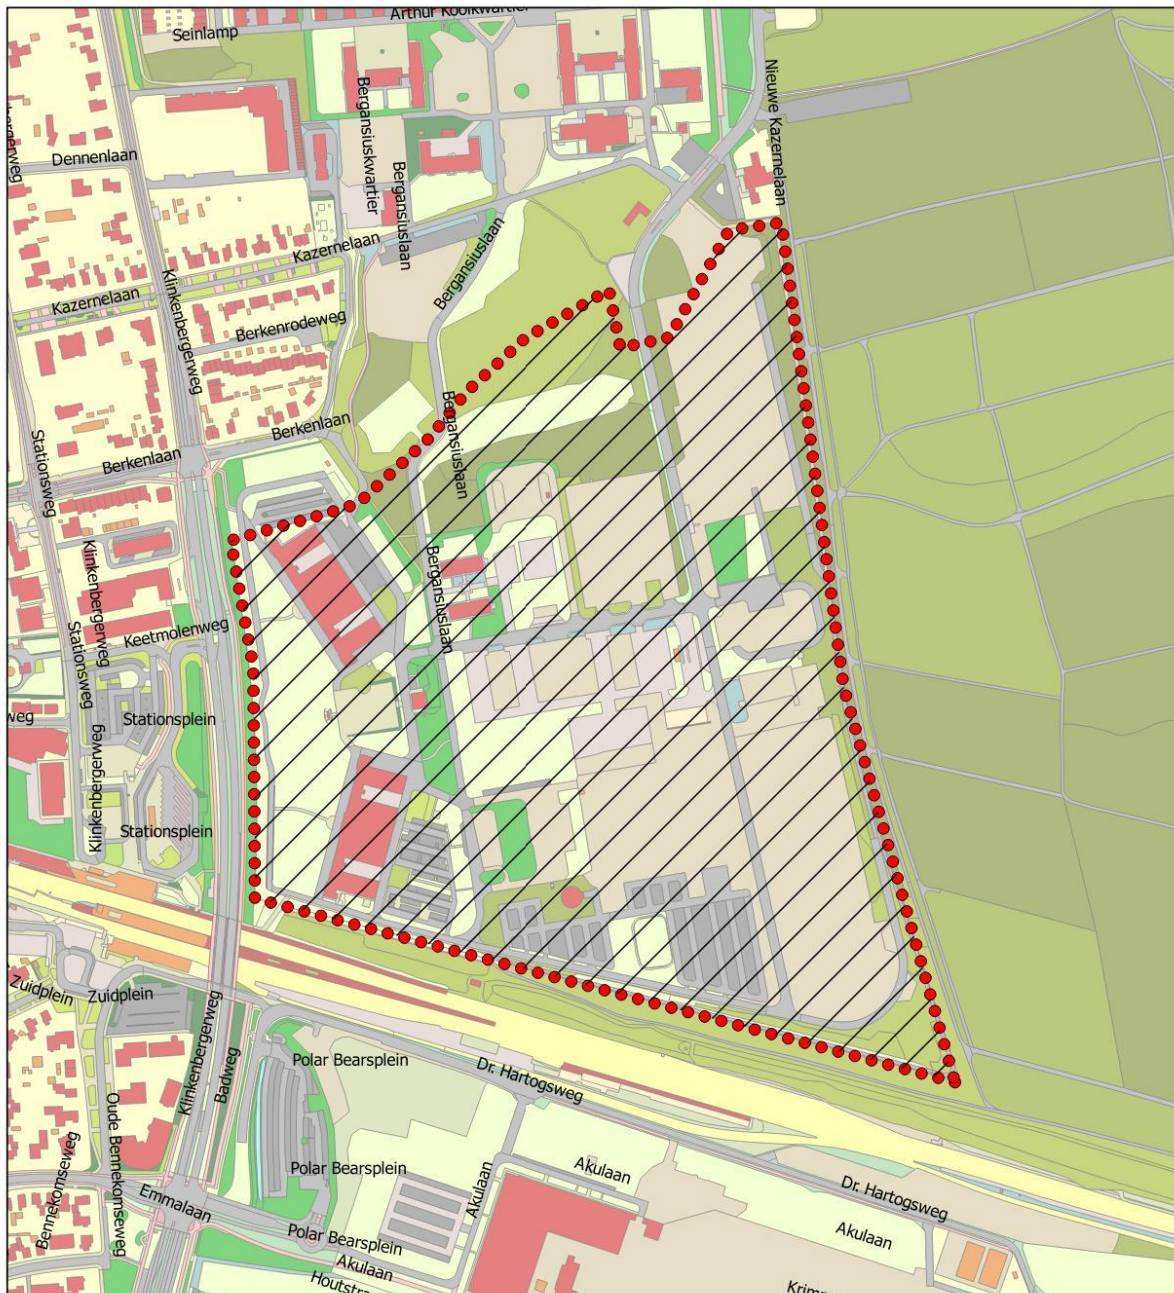 Arthur Koolkwartier
Seinlamp
Nieuwe Kazernelaan
Bergansiuskwartier
Dennenlaan
Bergansiuslaan
Kazernelaan
Bergansiuslaan
Klinkenbergerweg
Kazernelaan
Berkenrodeweg
Bergansiuslaan
Berkenlaan
Stationsweg
Berkenlaan
Klinkenbergerweg
Bergansiuslaan
Keetmolenweg
Stationsweg
weg
Stationsplein
Klinkenbergerweg
Stationsplein
Zuidplein
Zuidplein
Klinkenbergerweg
Badweg
Polar Bearsplein
Dr. Hartogsweg
Oude Bennekomseweg
Bennekomseweg
Polar Bearsplein
Akulaan
Akulaan
Dr. Hartogsweg
Emmalaan
Polar Bearsplein
Akulaan
Akulaan